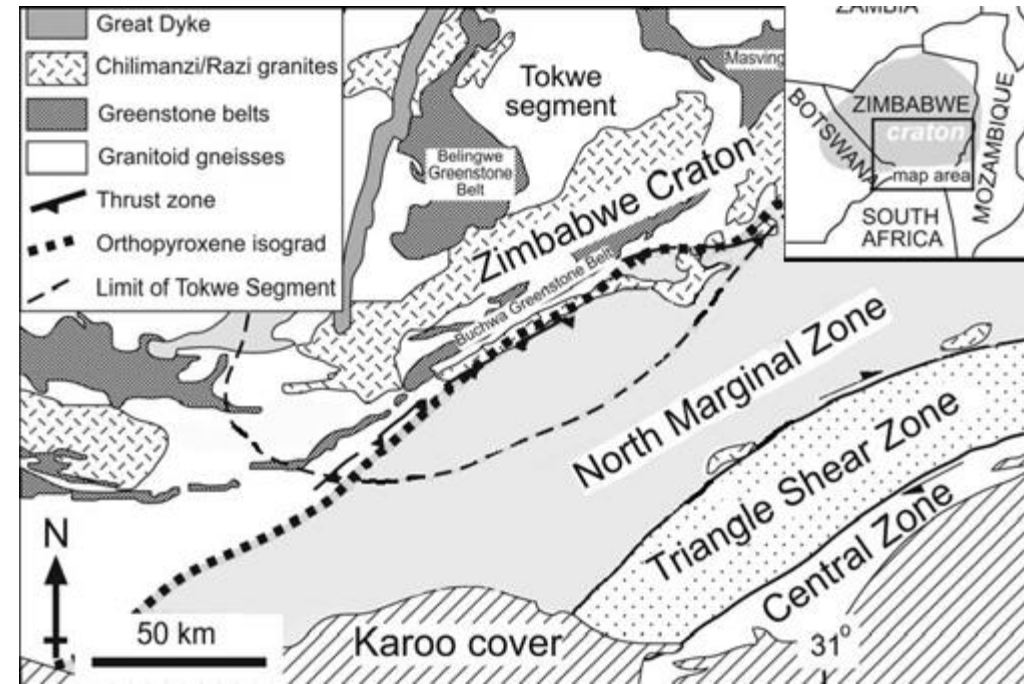 Great Dyke
Chilimanzi/Razi granites
Greenstone belts
Granitoid gneisses
Thrust zone
Orthopyroxene isograd
Limit of Tokwe Segment
Tokwe
segment
Masving
Belingwe
Greenstone
Belt
Zimbabwe Craton
Buchwa Greenstone Belt
ZAMBIA
ZIMBABWE
craton
BOTSWANA
MOZAMBIQUE
map area
SOUTH
AFRICA
North Marginal Zone
Triangle Shear Zone
Central Zone
N
50 km
Karoo cover
31°